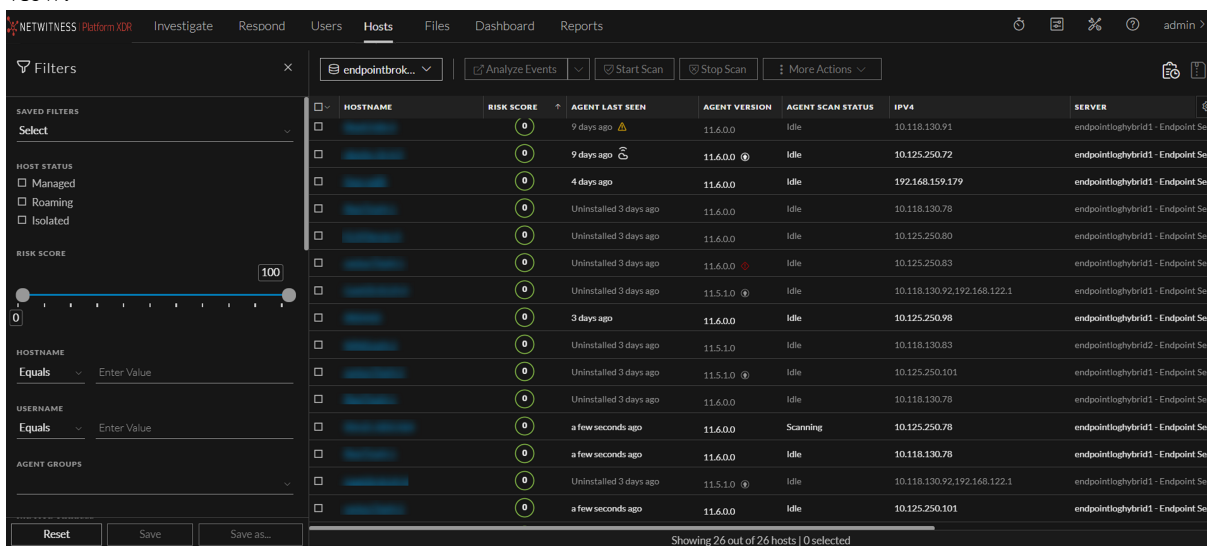 NETWITNESS Platform XDR Investigate Respond Users Hosts Files Dashboard Reports admin >
Filters ×
endpointbrok... Analyze Events Start Scan Stop Scan More Actions
SAVED FILTERS
Select
HOST STATUS
Managed
Roaming
Isolated
RISK SCORE
100
0
HOSTNAME
Equals Enter Value
USERNAME
Equals Enter Value
AGENT GROUPS
Reset Save Save as...
HOSTNAME RISK SCORE ↑ AGENT LAST SEEN AGENT VERSION AGENT SCAN STATUS IPV4 SERVER
0 9 days ago 11.6.0.0 Idle 10.118.130.91 endpointloghybrid1 - Endpoint Se
0 9 days ago 11.6.0.0 Idle 10.125.250.72 endpointloghybrid1 - Endpoint Se
0 4 days ago 11.6.0.0 Idle 192.168.159.179 endpointloghybrid1 - Endpoint Se
0 Uninstalled 3 days ago 11.6.0.0 Idle 10.118.130.78 endpointloghybrid1 - Endpoint Se
0 Uninstalled 3 days ago 11.6.0.0 Idle 10.125.250.80 endpointloghybrid1 - Endpoint Se
0 Uninstalled 3 days ago 11.6.0.0 Idle 10.125.250.83 endpointloghybrid1 - Endpoint Se
0 Uninstalled 3 days ago 11.5.1.0 Idle 10.118.130.92,192.168.122.1 endpointloghybrid1 - Endpoint Se
0 3 days ago 11.6.0.0 Idle 10.125.250.98 endpointloghybrid1 - Endpoint Se
0 Uninstalled 3 days ago 11.5.1.0 Idle 10.118.130.83 endpointloghybrid2 - Endpoint Se
0 Uninstalled 3 days ago 11.5.1.0 Idle 10.125.250.101 endpointloghybrid1 - Endpoint Se
0 Uninstalled 3 days ago 11.6.0.0 Idle 10.118.130.78 endpointloghybrid1 - Endpoint Se
0 a few seconds ago 11.6.0.0 Scanning 10.125.250.78 endpointloghybrid1 - Endpoint Se
0 a few seconds ago 11.6.0.0 Idle 10.118.130.78 endpointloghybrid1 - Endpoint Se
0 Uninstalled 3 days ago 11.5.1.0 Idle 10.118.130.92,192.168.122.1 endpointloghybrid1 - Endpoint Se
0 a few seconds ago 11.6.0.0 Idle 10.125.250.101 endpointloghybrid1 - Endpoint Se
Showing 26 out of 26 hosts | 0 selected